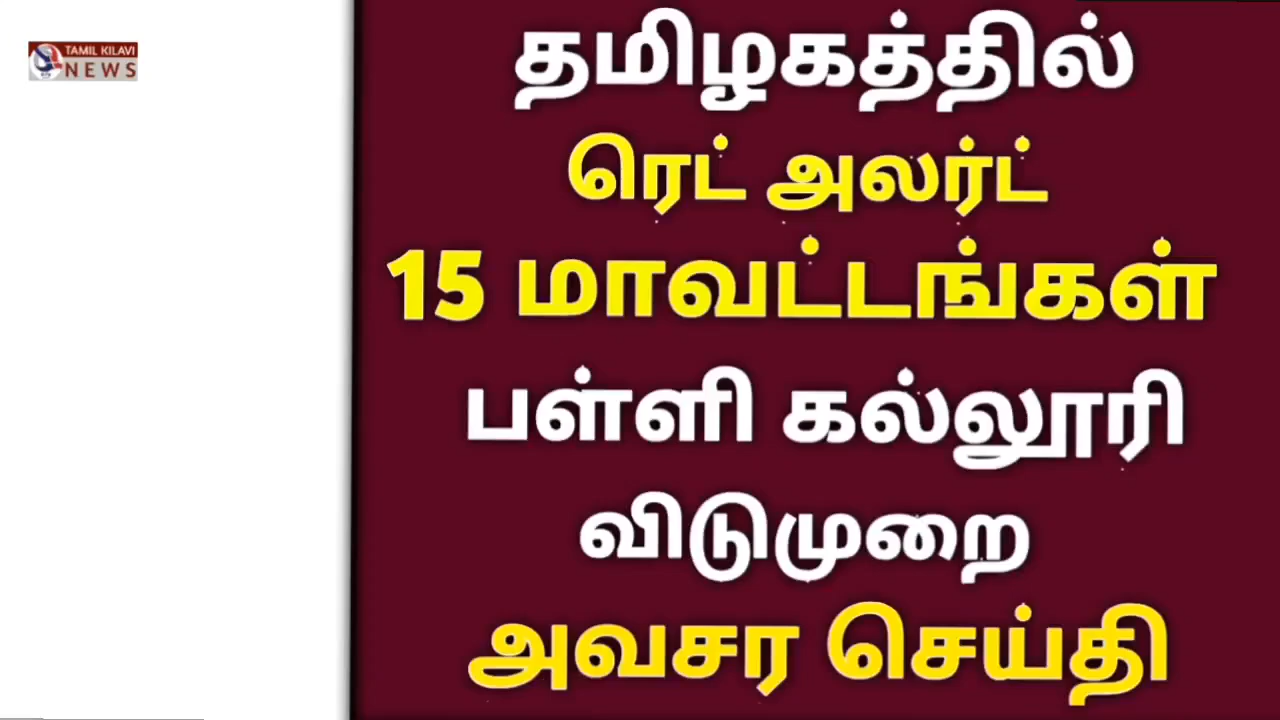 TAMIL KILAVI
NEWS
தமிழகத்தில்
ரெட் அலர்ட்
15 மாவட்டங்கள்
பள்ளி கல்லூரி
விடுமுறை
அவசர செய்தி